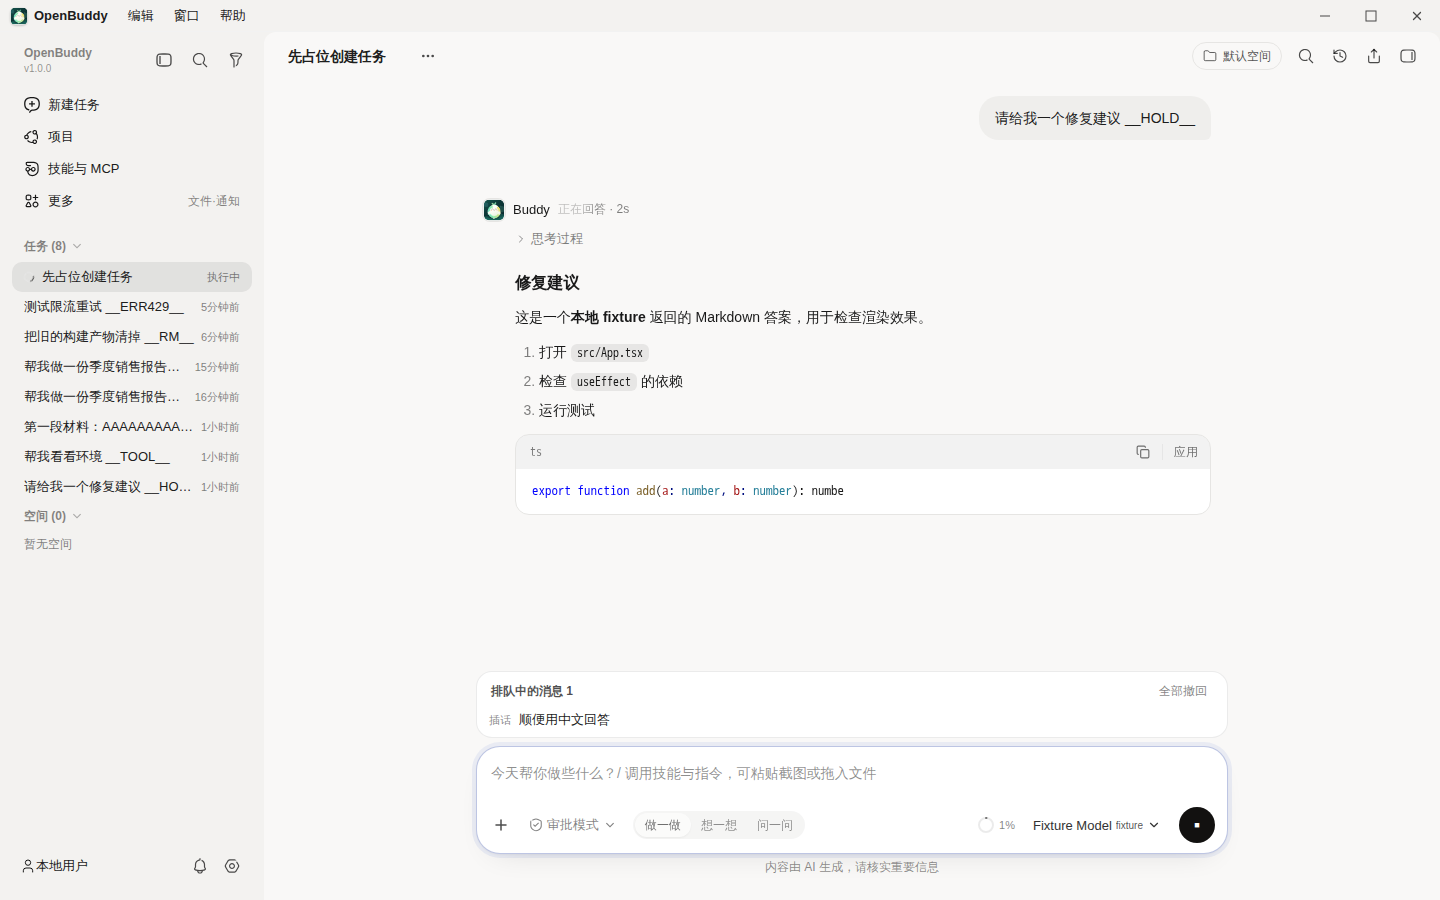 OpenBuddy 编辑 窗口 帮助
OpenBuddy
v1.0.0
新建任务
项目
技能与 MCP
更多 文件·通知
任务 (8)
先占位创建任务 执行中
测试限流重试 __ERR429__ 5分钟前
把旧的构建产物清掉 __RM__ 6分钟前
帮我做一份季度销售报告… 15分钟前
帮我做一份季度销售报告… 16分钟前
第一段材料：AAAAAAAAA… 1小时前
帮我看看环境 __TOOL__ 1小时前
请给我一个修复建议 __HO… 1小时前
空间 (0)
暂无空间
本地用户
先占位创建任务 ··· 默认空间
请给我一个修复建议 __HOLD__
Buddy 正在回答 · 2s
思考过程
修复建议
这是一个本地 fixture 返回的 Markdown 答案，用于检查渲染效果。
1. 打开 src/App.tsx
2. 检查 useEffect 的依赖
3. 运行测试
ts 应用
export function add(a: number, b: number): numbe
排队中的消息 1 全部撤回
插话 顺便用中文回答
今天帮你做些什么？/ 调用技能与指令，可粘贴截图或拖入文件
审批模式 做一做 想一想 问一问 1% Fixture Model fixture
内容由 AI 生成，请核实重要信息